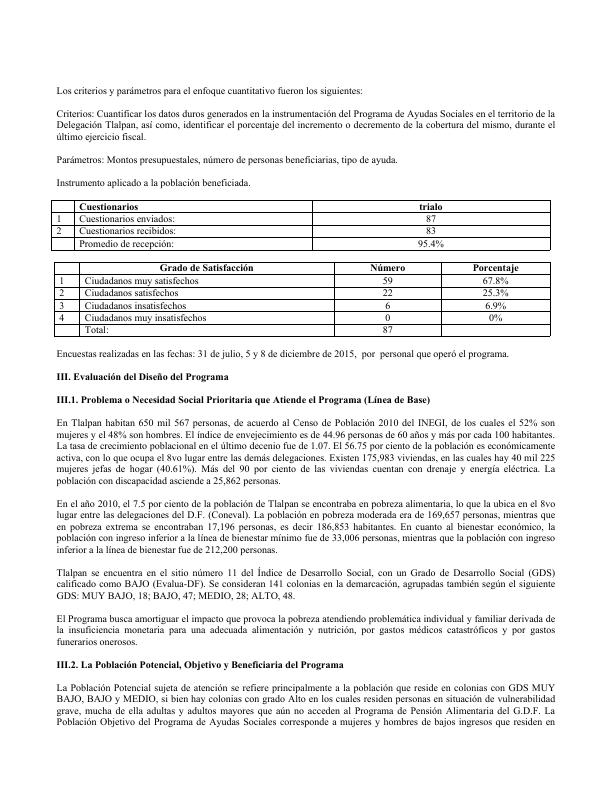 Los criterios y parámetros para el enfoque cuantitativo fueron los siguientes:
Criterios: Cuantificar los datos duros generados en la instrumentación del Programa de Ayudas Sociales en el territorio de la
Delegación Tlalpan, así como, identificar el porcentaje del incremento o decremento de la cobertura del mismo, durante el
último ejercicio fiscal.
Parámetros: Montos presupuestales, número de personas beneficiarias, tipo de ayuda.
Instrumento aplicado a la población beneficiada.
Cuestionarios trialo
1 Cuestionarios enviados: 87
2 Cuestionarios recibidos: 83
Promedio de recepción: 95.4%
Grado de Satisfacción Número Porcentaje
1 Ciudadanos muy satisfechos 59 67.8%
2 Ciudadanos satisfechos 22 25.3%
3 Ciudadanos insatisfechos 6 6.9%
4 Ciudadanos muy insatisfechos 0 0%
Total: 87
Encuestas realizadas en las fechas: 31 de julio, 5 y 8 de diciembre de 2015, por personal que operó el programa.
III. Evaluación del Diseño del Programa
III.1. Problema o Necesidad Social Prioritaria que Atiende el Programa (Línea de Base)
En Tlalpan habitan 650 mil 567 personas, de acuerdo al Censo de Población 2010 del INEGI, de los cuales el 52% son
mujeres y el 48% son hombres. El índice de envejecimiento es de 44.96 personas de 60 años y más por cada 100 habitantes.
La tasa de crecimiento poblacional en el último decenio fue de 1.07. El 56.75 por ciento de la población es económicamente
activa, con lo que ocupa el 8vo lugar entre las demás delegaciones. Existen 175,983 viviendas, en las cuales hay 40 mil 225
mujeres jefas de hogar (40.61%). Más del 90 por ciento de las viviendas cuentan con drenaje y energía eléctrica. La
población con discapacidad asciende a 25,862 personas.
En el año 2010, el 7.5 por ciento de la población de Tlalpan se encontraba en pobreza alimentaria, lo que la ubica en el 8vo
lugar entre las delegaciones del D.F. (Coneval). La población en pobreza moderada era de 169,657 personas, mientras que
en pobreza extrema se encontraban 17,196 personas, es decir 186,853 habitantes. En cuanto al bienestar económico, la
población con ingreso inferior a la línea de bienestar mínimo fue de 33,006 personas, mientras que la población con ingreso
inferior a la línea de bienestar fue de 212,200 personas.
Tlalpan se encuentra en el sitio número 11 del Índice de Desarrollo Social, con un Grado de Desarrollo Social (GDS)
calificado como BAJO (Evalua-DF). Se consideran 141 colonias en la demarcación, agrupadas también según el siguiente
GDS: MUY BAJO, 18; BAJO, 47; MEDIO, 28; ALTO, 48.
El Programa busca amortiguar el impacto que provoca la pobreza atendiendo problemática individual y familiar derivada de
la insuficiencia monetaria para una adecuada alimentación y nutrición, por gastos médicos catastróficos y por gastos
funerarios onerosos.
III.2. La Población Potencial, Objetivo y Beneficiaria del Programa
La Población Potencial sujeta de atención se refiere principalmente a la población que reside en colonias con GDS MUY
BAJO, BAJO y MEDIO, si bien hay colonias con grado Alto en los cuales residen personas en situación de vulnerabilidad
grave, mucha de ella adultas y adultos mayores que aún no acceden al Programa de Pensión Alimentaria del G.D.F. La
Población Objetivo del Programa de Ayudas Sociales corresponde a mujeres y hombres de bajos ingresos que residen en